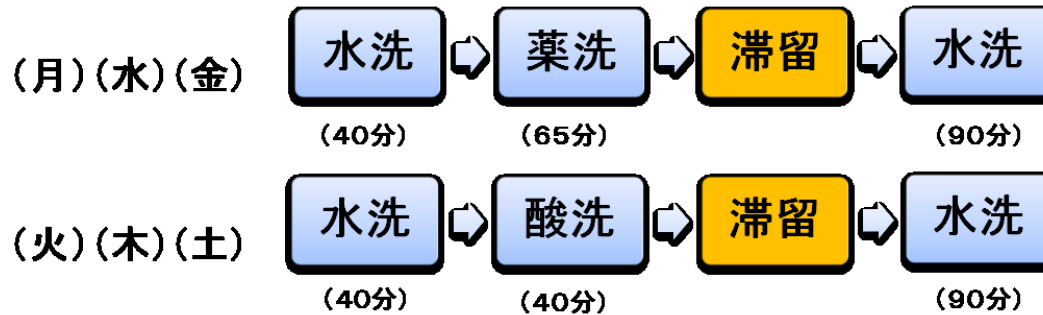 (月)(水)(金) 水洗 薬洗 滞留 水洗
(40分) (65分) (90分)
(火)(木)(土) 水洗 酸洗 滞留 水洗
(40分) (40分) (90分)